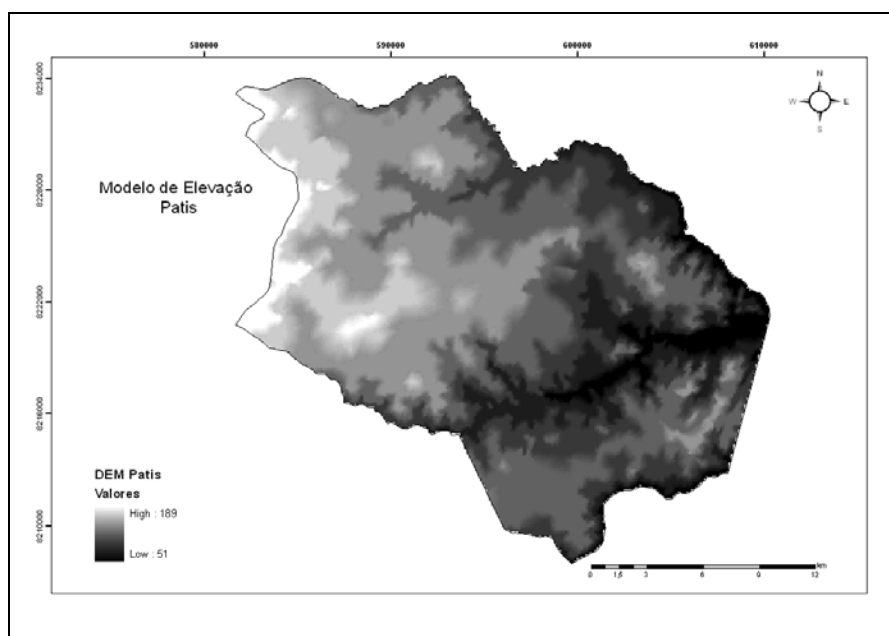 580000 590000 600000 610000
8234000
N
W E
S
8228000
Modelo de Elevação
Patis
8222000
8216000
DEM Patis
Valores
High : 189
Low : 51
8210000
km
0 1,5 3 6 9 12